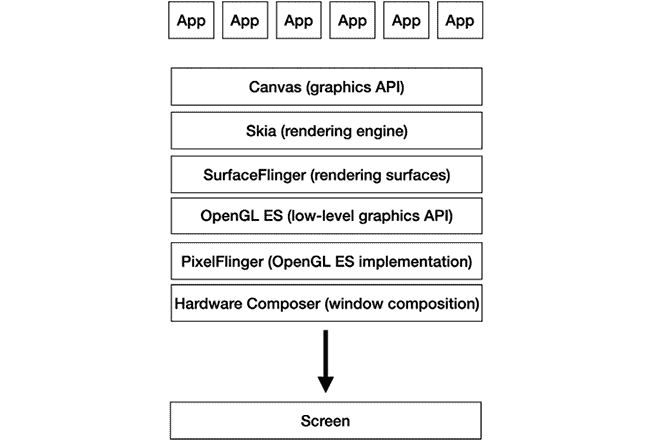 App App App App App App
Canvas (graphics API)
Skia (rendering engine)
SurfaceFlinger (rendering surfaces)
OpenGL ES (low-level graphics API)
PixelFlinger (OpenGL ES implementation)
Hardware Composer (window composition)
Screen